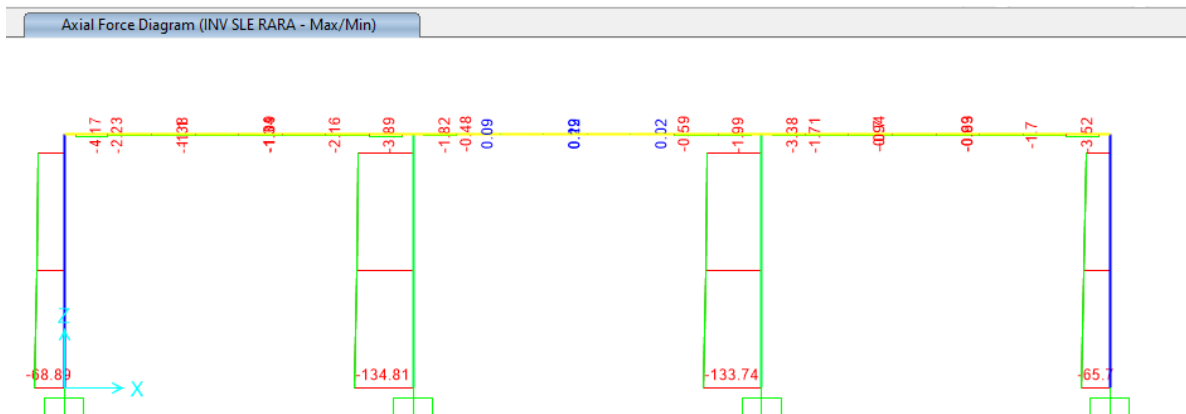 Axial Force Diagram (INV SLE RARA - Max/Min)
-4.17 -2.23 -2.16 -3.89 -1.82 -0.48 0.09 0.02 -0.59 -1.99 -3.38 -1.71 -1.7
Z
X
-68.89 -134.81 -133.74 -65.7